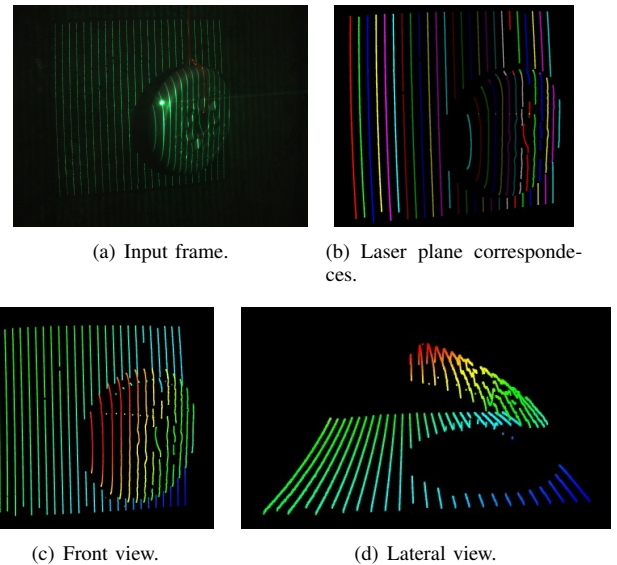 (a) Input frame.
(b) Laser plane corresponde-
ces.
(c) Front view.
(d) Lateral view.